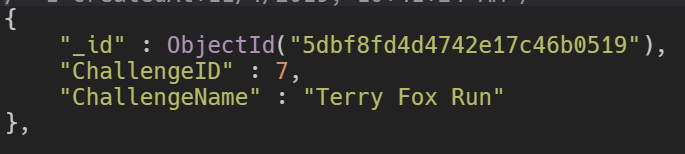 {
"_id" : ObjectId("5dbf8fd4d4742e17c46b0519"),
"ChallengeID" : 7,
"ChallengeName" : "Terry Fox Run"
},